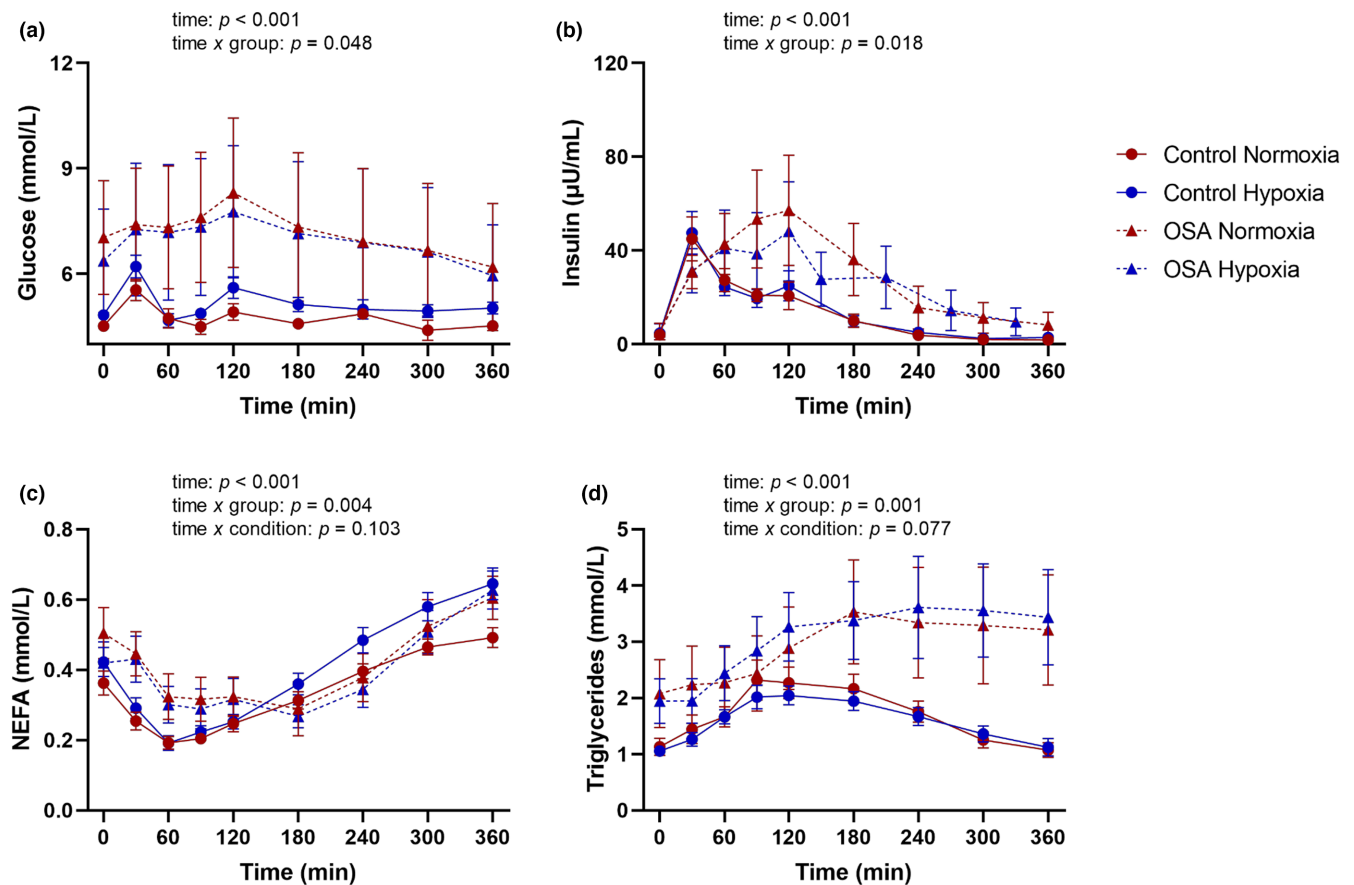 (a)
time: p < 0.001
time x group: p = 0.048
12
9
6
Glucose (mmol/L)
0 60 120 180 240 300 360
Time (min)
(b)
time: p < 0.001
time x group: p = 0.018
120
80
40
0
Insulin (µU/mL)
0 60 120 180 240 300 360
Time (min)
Control Normoxia
Control Hypoxia
OSA Normoxia
OSA Hypoxia
(c)
time: p < 0.001
time x group: p = 0.004
time x condition: p = 0.103
0.8
0.6
0.4
0.2
0.0
NEFA (mmol/L)
0 60 120 180 240 300 360
Time (min)
(d)
time: p < 0.001
time x group: p = 0.001
time x condition: p = 0.077
5
4
3
2
1
0
Triglycerides (mmol/L)
0 60 120 180 240 300 360
Time (min)